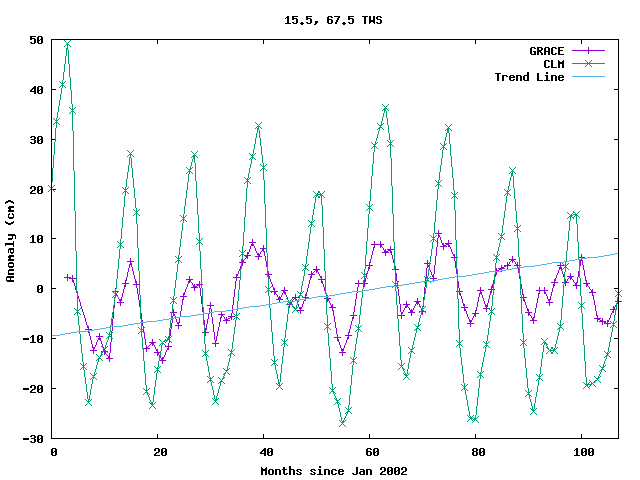 15.5, 67.5 TWS
GRACE
CLM
Trend Line
50
40
30
20
10
0
-10
-20
-30
Anomaly (cm)
0 20 40 60 80 100
Months since Jan 2002